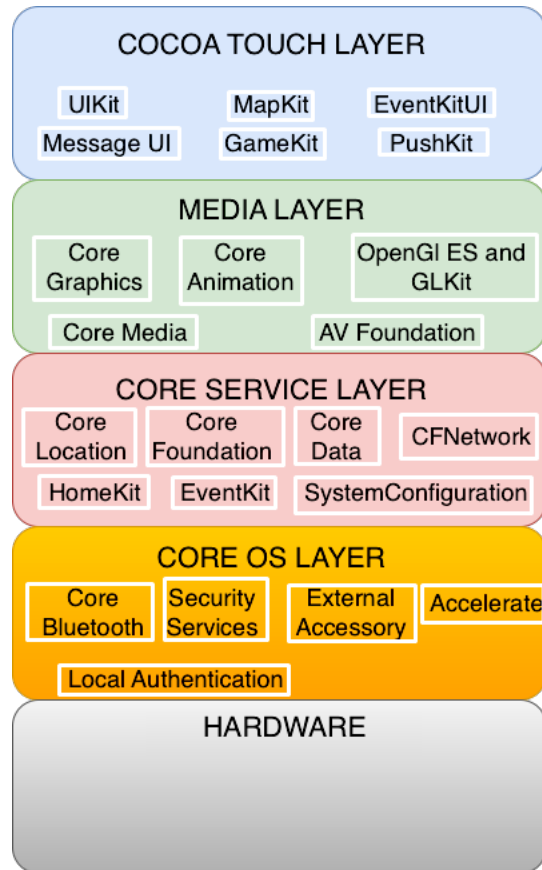 COCOA TOUCH LAYER
UIKit
MapKit
EventKitUI
Message UI
GameKit
PushKit
MEDIA LAYER
Core
Graphics
Core
Animation
OpenGl ES and
GLKit
Core Media
AV Foundation
CORE SERVICE LAYER
Core
Location
Core
Foundation
Core
Data
CFNetwork
HomeKit
EventKit
SystemConfiguration
CORE OS LAYER
Core
Bluetooth
Security
Services
External
Accessory
Accelerate
Local Authentication
HARDWARE